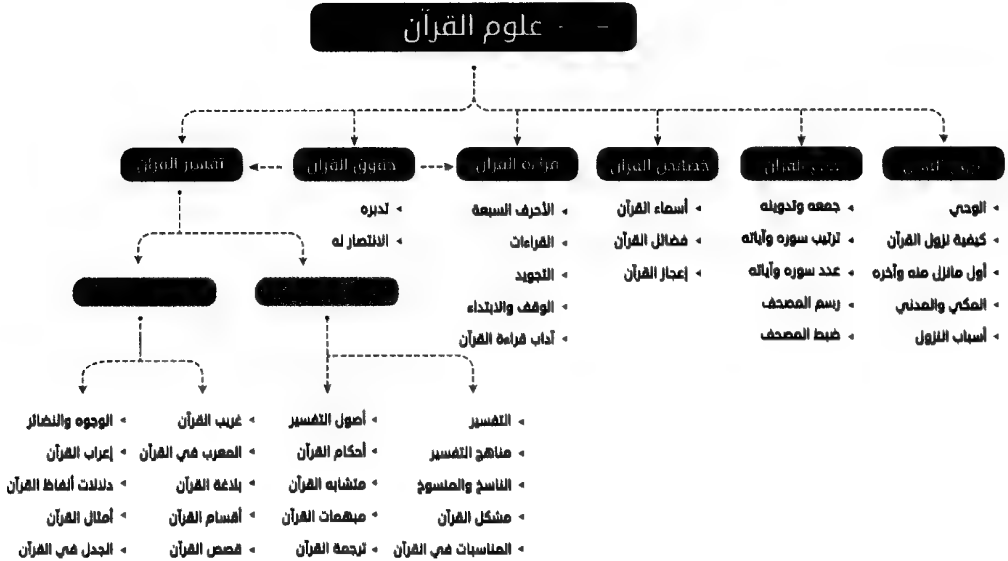 علوم القرآن
القرآن
خصائص القرآن
قراءة القرآن
حقوق القرآن
تفسير القرآن
الوحي
كيفية نزول القرآن
أول مانزل منه وآخره
المكي والمدني
أسباب النزول
جمعه وتدوينه
ترتيب سوره وآياته
عدد سوره وآياته
رسم المصحف
ضبط المصحف
أسماء القرآن
فضائل القرآن
إعجاز القرآن
الأحرف السبعة
القراءات
التجويد
الوقف والابتداء
آداب قراءة القرآن
تدبره
الانتصار له
التفسير
مناهج التفسير
الناسخ والمنسوخ
مشكل القرآن
المناسبات في القرآن
أصول التفسير
أحكام القرآن
متشابه القرآن
مبهمات القرآن
ترجمة القرآن
غريب القرآن
المعرب في القرآن
بلاغة القرآن
أقسام القرآن
قصص القرآن
الوجوه والنضائر
إعراب القرآن
دلالات ألفاظ القرآن
أمثال القرآن
الجدل في القرآن